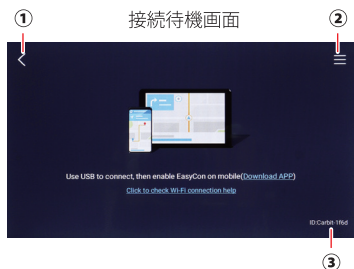 ① 接続待機画面 ②
Use USB to connect, then enable EasyCon on mobile(Download APP)
Click to check Wi-Fi connection help
ID:Carbit-1f6d
③